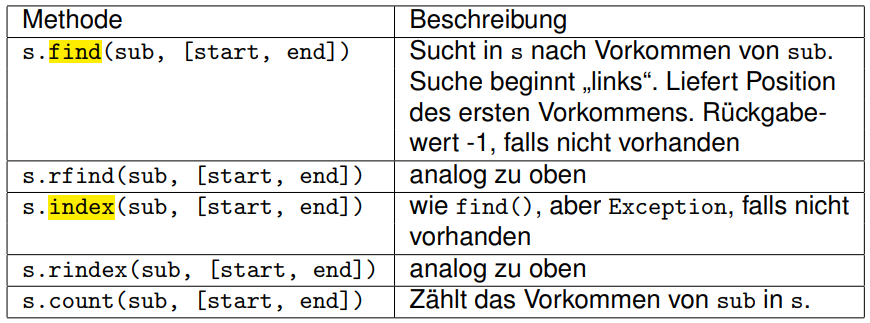 Methode Beschreibung
s.find(sub, [start, end]) Sucht in s nach Vorkommen von sub.
Suche beginnt „links“. Liefert Position
des ersten Vorkommens. Rückgabe-
wert -1, falls nicht vorhanden
s.rfind(sub, [start, end]) analog zu oben
s.index(sub, [start, end]) wie find(), aber Exception, falls nicht
vorhanden
s.rindex(sub, [start, end]) analog zu oben
s.count(sub, [start, end]) Zählt das Vorkommen von sub in s.